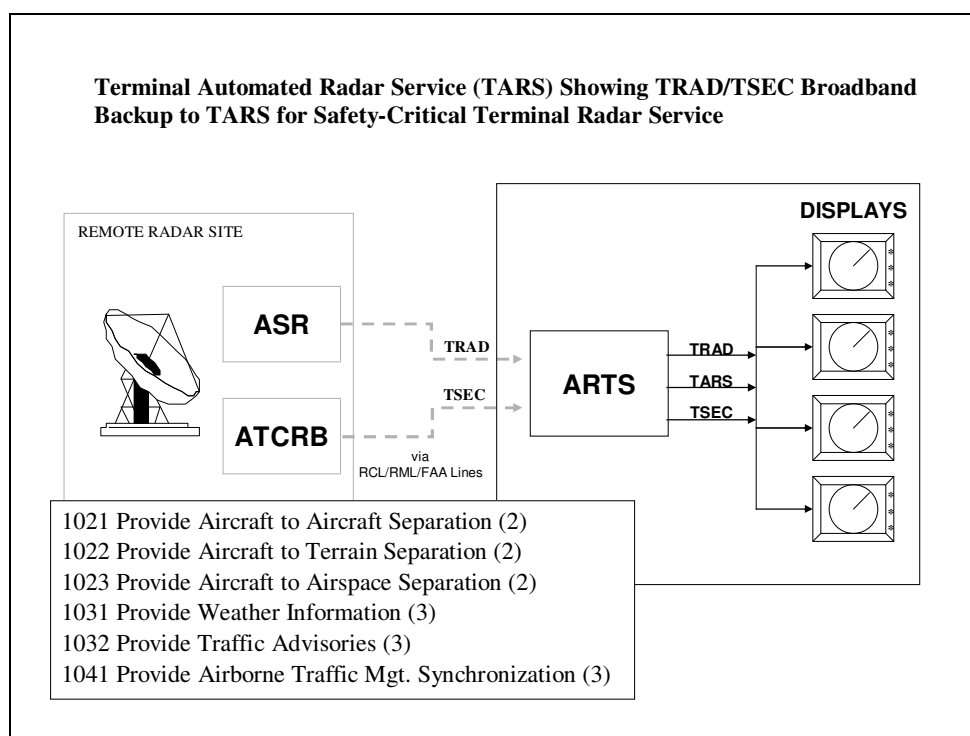 Terminal Automated Radar Service (TARS) Showing TRAD/TSEC Broadband
Backup to TARS for Safety-Critical Terminal Radar Service
REMOTE RADAR SITE
ASR
ATCRB
TRAD
TSEC
via
RCL/RML/FAA Lines
ARTS
TRAD
TARS
TSEC
DISPLAYS
1021 Provide Aircraft to Aircraft Separation (2)
1022 Provide Aircraft to Terrain Separation (2)
1023 Provide Aircraft to Airspace Separation (2)
1031 Provide Weather Information (3)
1032 Provide Traffic Advisories (3)
1041 Provide Airborne Traffic Mgt. Synchronization (3)